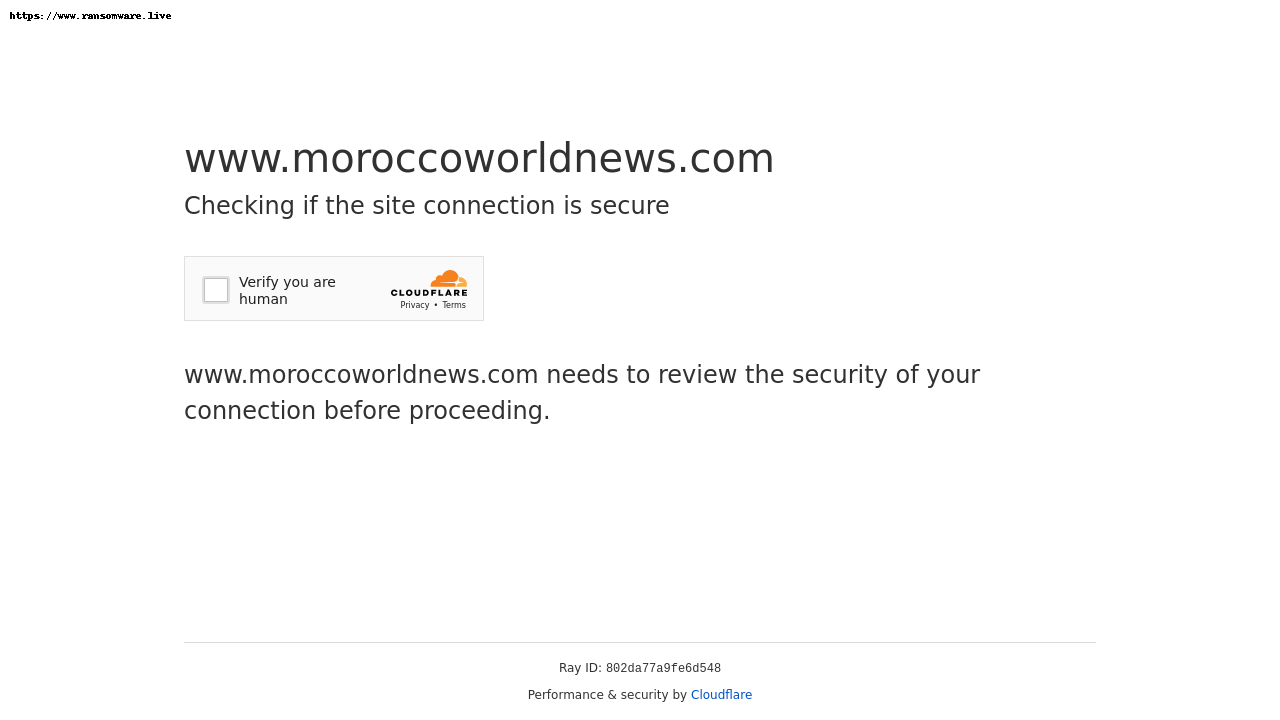 https://www.ransomware.live
www.moroccoworldnews.com
Checking if the site connection is secure
Verify you are
human
CLOUDFLARE
Privacy • Terms
www.moroccoworldnews.com needs to review the security of your
connection before proceeding.
Ray ID: 802da77a9fe6d548
Performance & security by Cloudflare